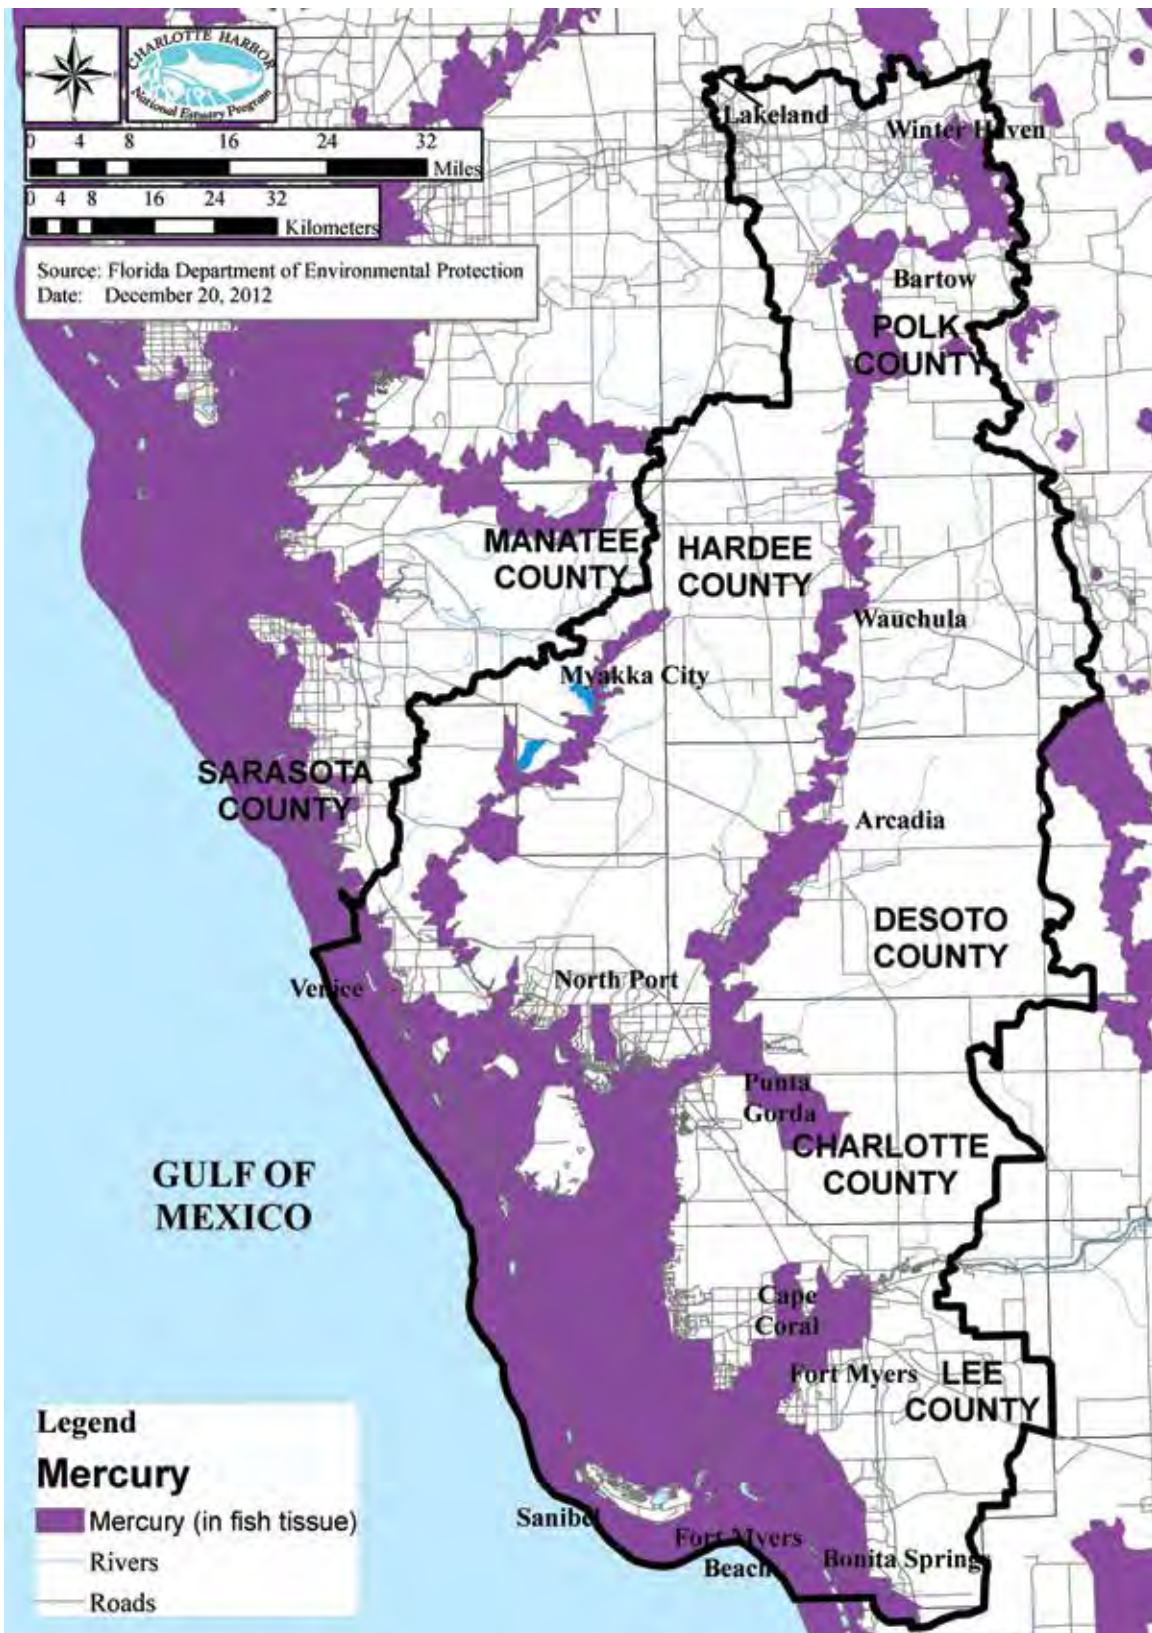 CHARLOTTE HARBOR
National Estuary Program
0 4 8 16 24 32
Miles
0 4 8 16 24 32
Kilometers
Source: Florida Department of Environmental Protection
Date: December 20, 2012
Lakeland
Winter Haven
Bartow
POLK
COUNTY
MANATEE
COUNTY
HARDEE
COUNTY
Wauchula
Myakka City
SARASOTA
COUNTY
Arcadia
DESOTO
COUNTY
Venice
North Port
Punta
Gorda
CHARLOTTE
COUNTY
GULF OF
MEXICO
Cape
Coral
Fort Myers
LEE
COUNTY
Sanibel
Fort Myers
Beach
Bonita Springs
Legend
Mercury
Mercury (in fish tissue)
Rivers
Roads